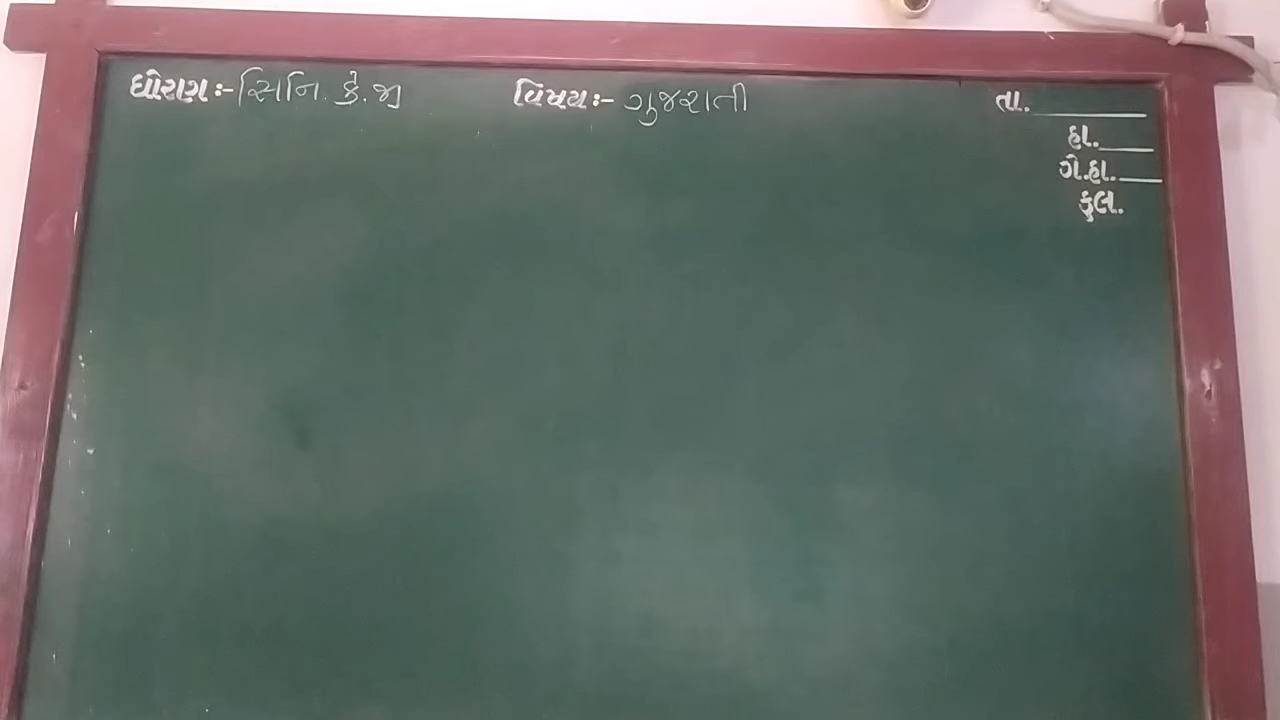 ધોરણ:- સિનિ. કે.જી વિષય:- ગુજરાતી તા.
હા.
ગે.હા.
કુલ.